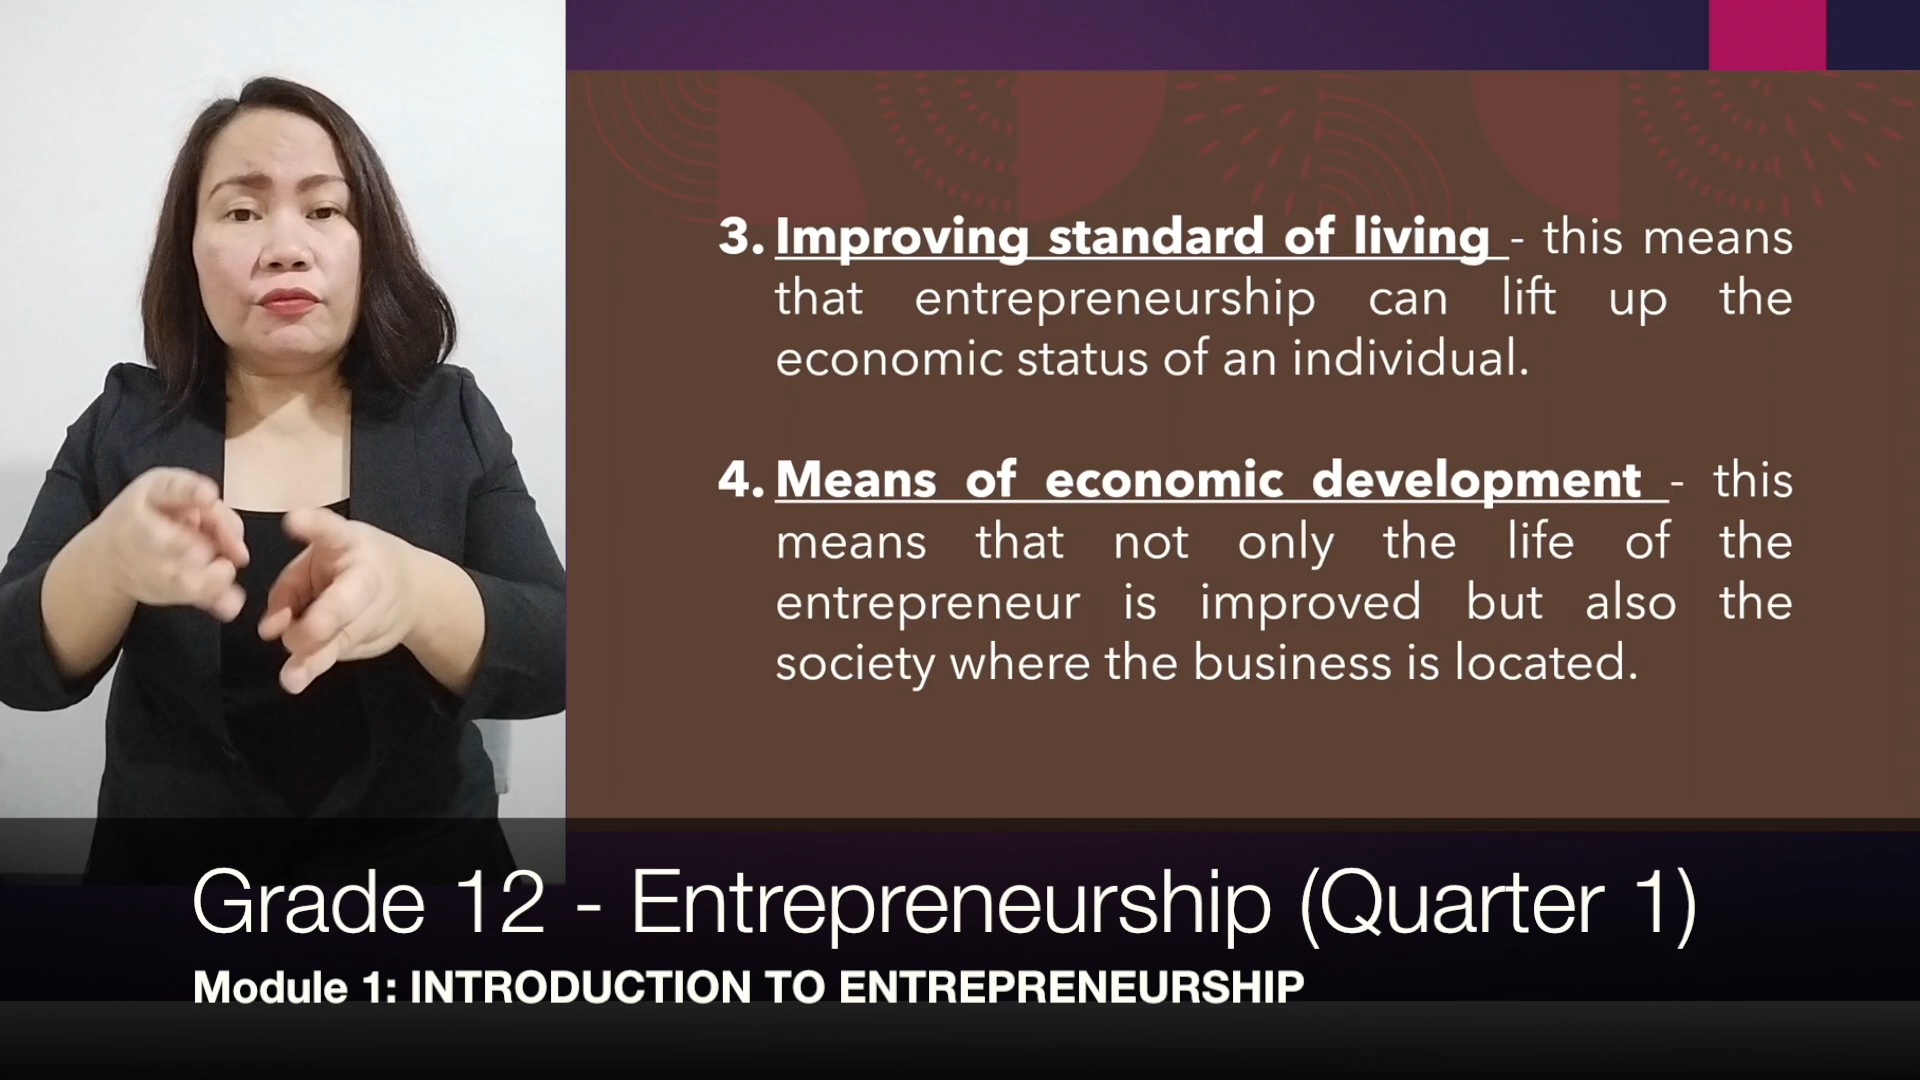 3. Improving standard of living - this means
that entrepreneurship can lift up the
economic status of an individual.
4. Means of economic development - this
means that not only the life of the
entrepreneur is improved but also the
society where the business is located.
Grade 12 - Entrepreneurship (Quarter 1)
Module 1: INTRODUCTION TO ENTREPRENEURSHIP